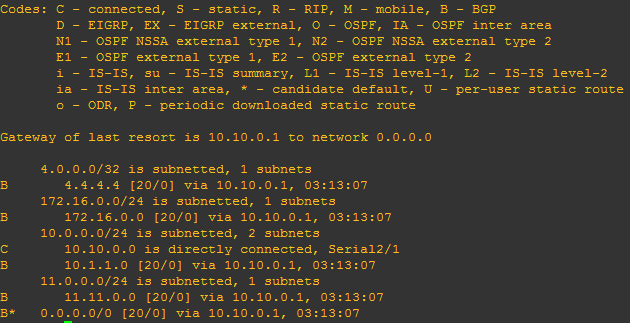 Codes: C - connected, S - static, R - RIP, M - mobile, B - BGP
       D - EIGRP, EX - EIGRP external, O - OSPF, IA - OSPF inter area
       N1 - OSPF NSSA external type 1, N2 - OSPF NSSA external type 2
       E1 - OSPF external type 1, E2 - OSPF external type 2
       i - IS-IS, su - IS-IS summary, L1 - IS-IS level-1, L2 - IS-IS level-2
       ia - IS-IS inter area, * - candidate default, U - per-user static route
       o - ODR, P - periodic downloaded static route
Gateway of last resort is 10.10.0.1 to network 0.0.0.0
     4.0.0.0/32 is subnetted, 1 subnets
B       4.4.4.4 [20/0] via 10.10.0.1, 03:13:07
     172.16.0.0/24 is subnetted, 1 subnets
B       172.16.0.0 [20/0] via 10.10.0.1, 03:13:07
     10.0.0.0/24 is subnetted, 2 subnets
C       10.10.0.0 is directly connected, Serial2/1
B       10.1.1.0 [20/0] via 10.10.0.1, 03:13:07
     11.0.0.0/24 is subnetted, 1 subnets
B       11.11.0.0 [20/0] via 10.10.0.1, 03:13:07
B*   0.0.0.0/0 [20/0] via 10.10.0.1, 03:13:07